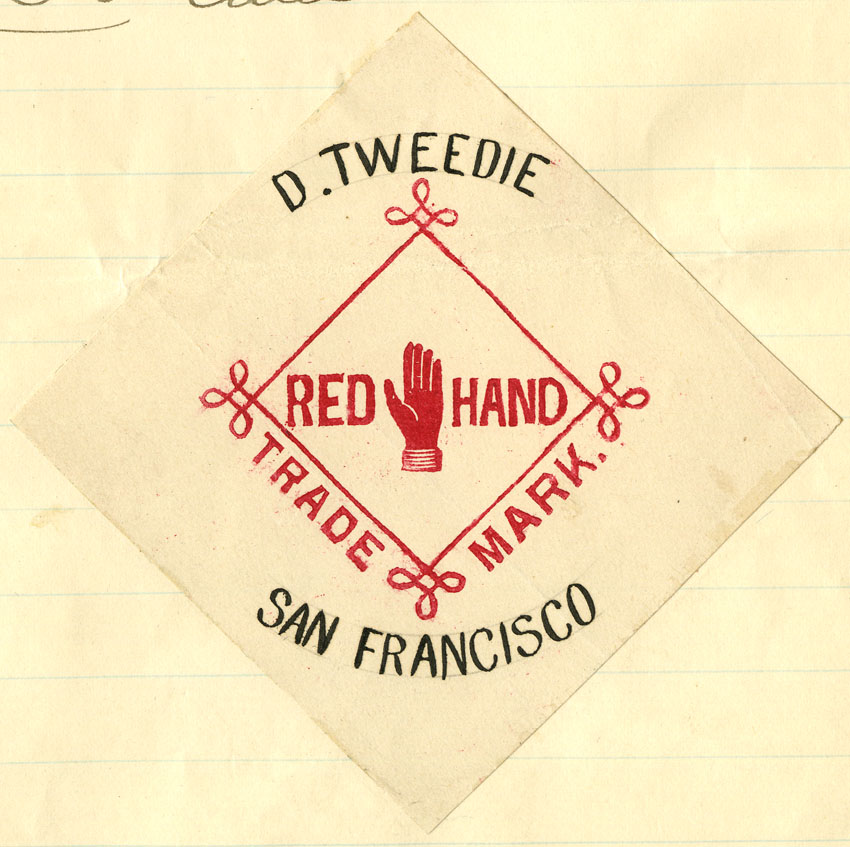 D. TWEEDIE
RED HAND
TRADE MARK.
SAN FRANCISCO